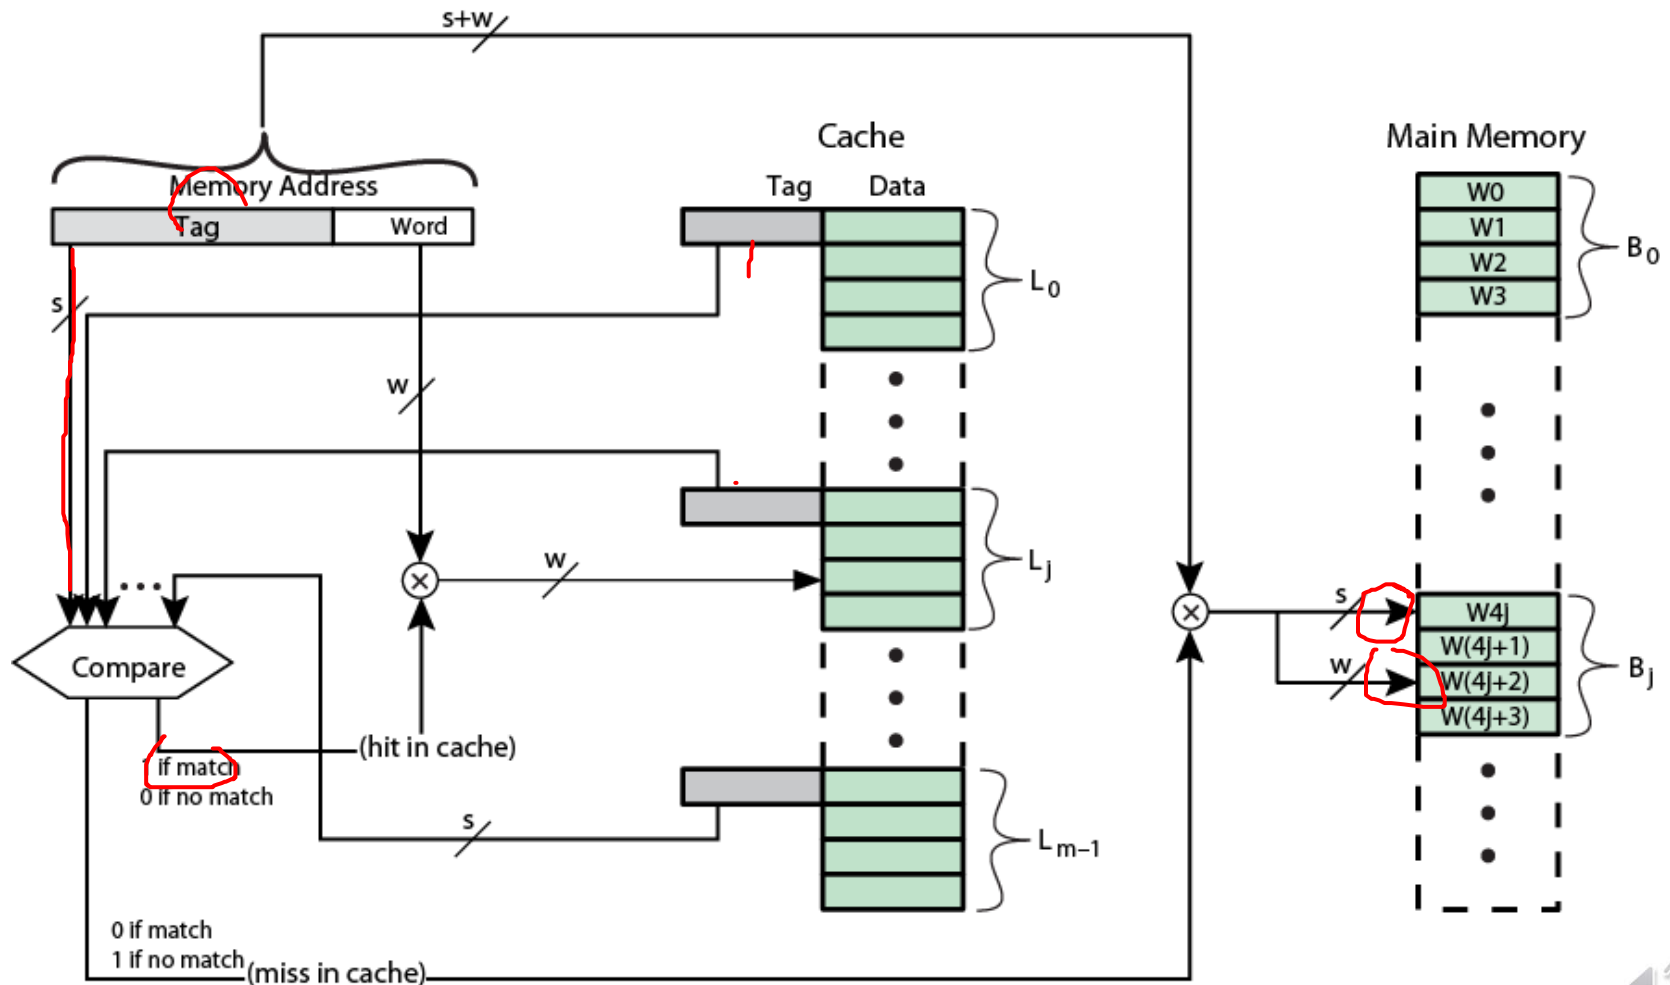 s+w
Cache
Main Memory
Memory Address
Tag Data
Tag Word
W0
W1
W2
W3
B0
L0
s
w
w
Lj
s
W4j
W(4j+1)
w
W(4j+2)
W(4j+3)
Bj
Compare
(hit in cache)
if match
0 if no match
s
Lm–1
0 if match
1 if no match
(miss in cache)